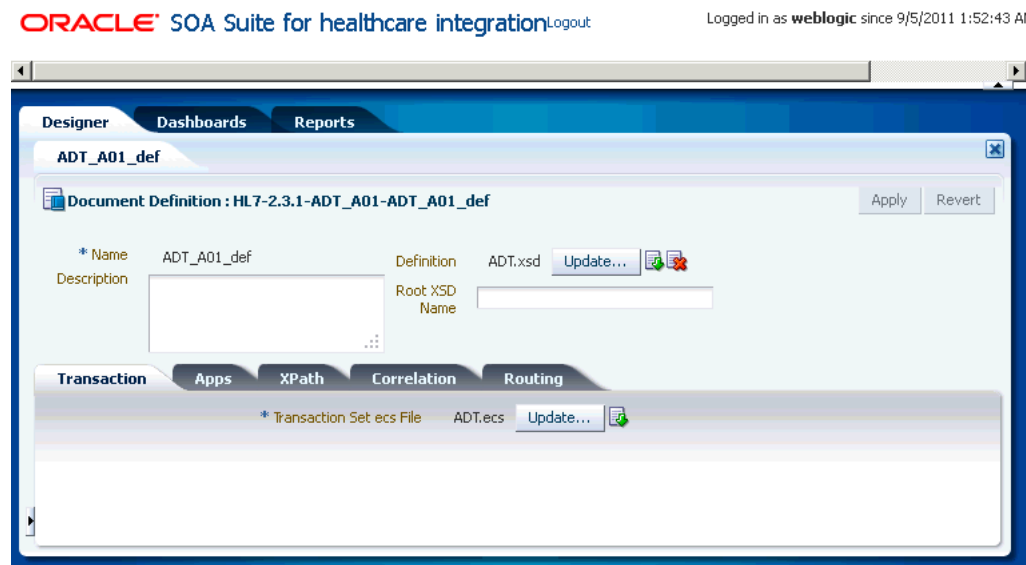 ORACLE SOA Suite for healthcare integration Logout Logged in as weblogic since 9/5/2011 1:52:43 AM
Designer Dashboards Reports
ADT_A01_def
Document Definition : HL7-2.3.1-ADT_A01-ADT_A01_def Apply Revert
* Name ADT_A01_def Definition ADT.xsd Update...
Description Root XSD
Name
Transaction Apps XPath Correlation Routing
* Transaction Set ecs File ADT.ecs Update...